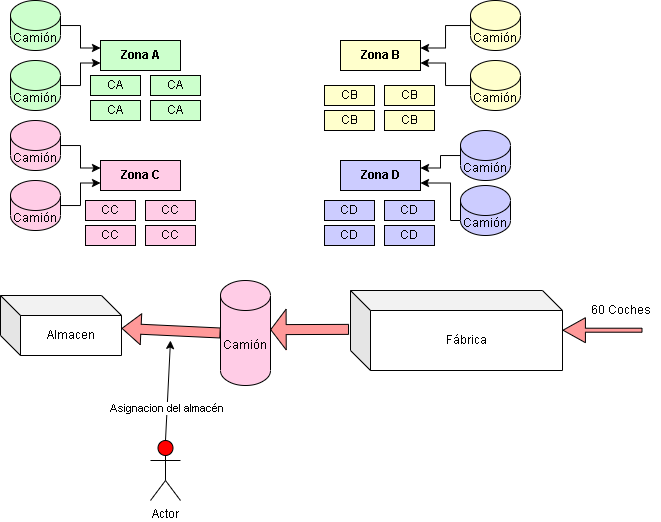 Camión
Zona A
Camión
CA CA
CA CA
Camión
Zona B
Camión
CB CB
CB CB
Camión
Zona C
Camión
CC CC
CC CC
Camión
Zona D
Camión
CD CD
CD CD
60 Coches
Almacen
Camión
Fábrica
Asignacion del almacén
Actor